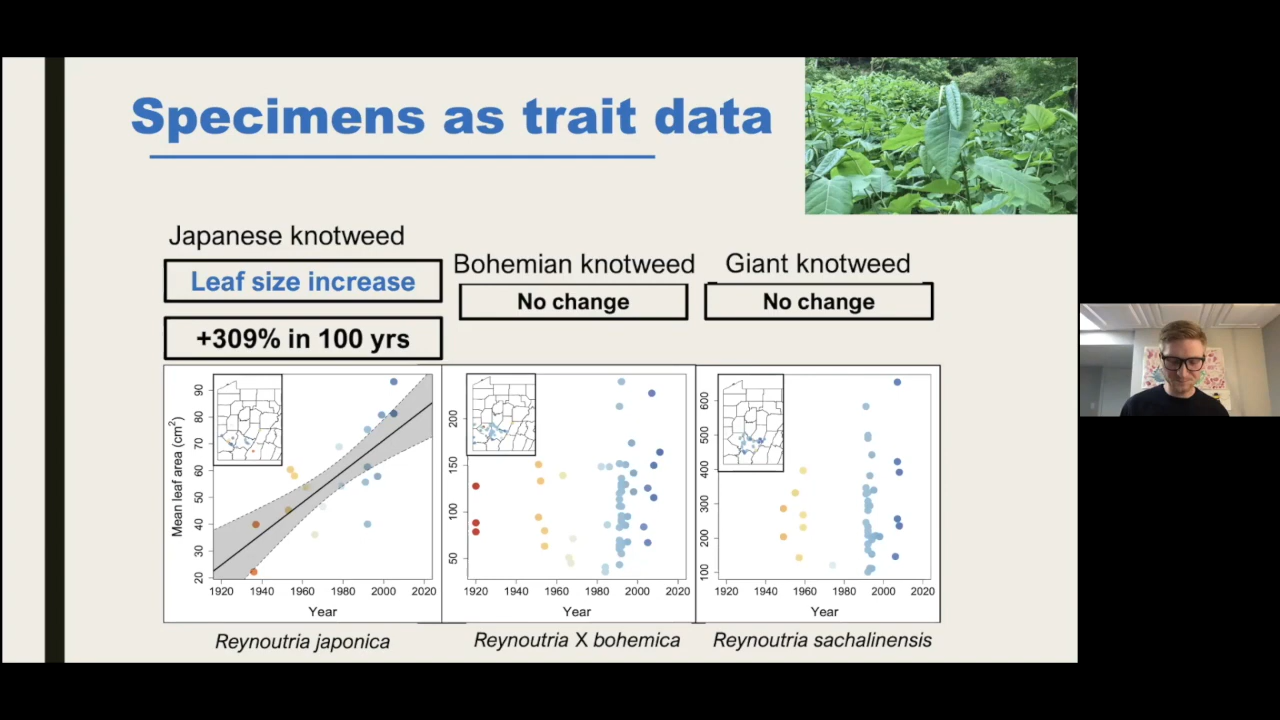 Specimens as trait data
Japanese knotweed
Leaf size increase
+309% in 100 yrs
Bohemian knotweed
No change
Giant knotweed
No change
Mean leaf area (cm²)
90
80
70
60
50
40
30
20
1920 1940 1960 1980 2000 2020
Year
Reynoutria japonica
200
150
100
50
1920 1940 1960 1980 2000 2020
Year
Reynoutria X bohemica
600
500
400
300
200
100
1920 1940 1960 1980 2000 2020
Year
Reynoutria sachalinensis